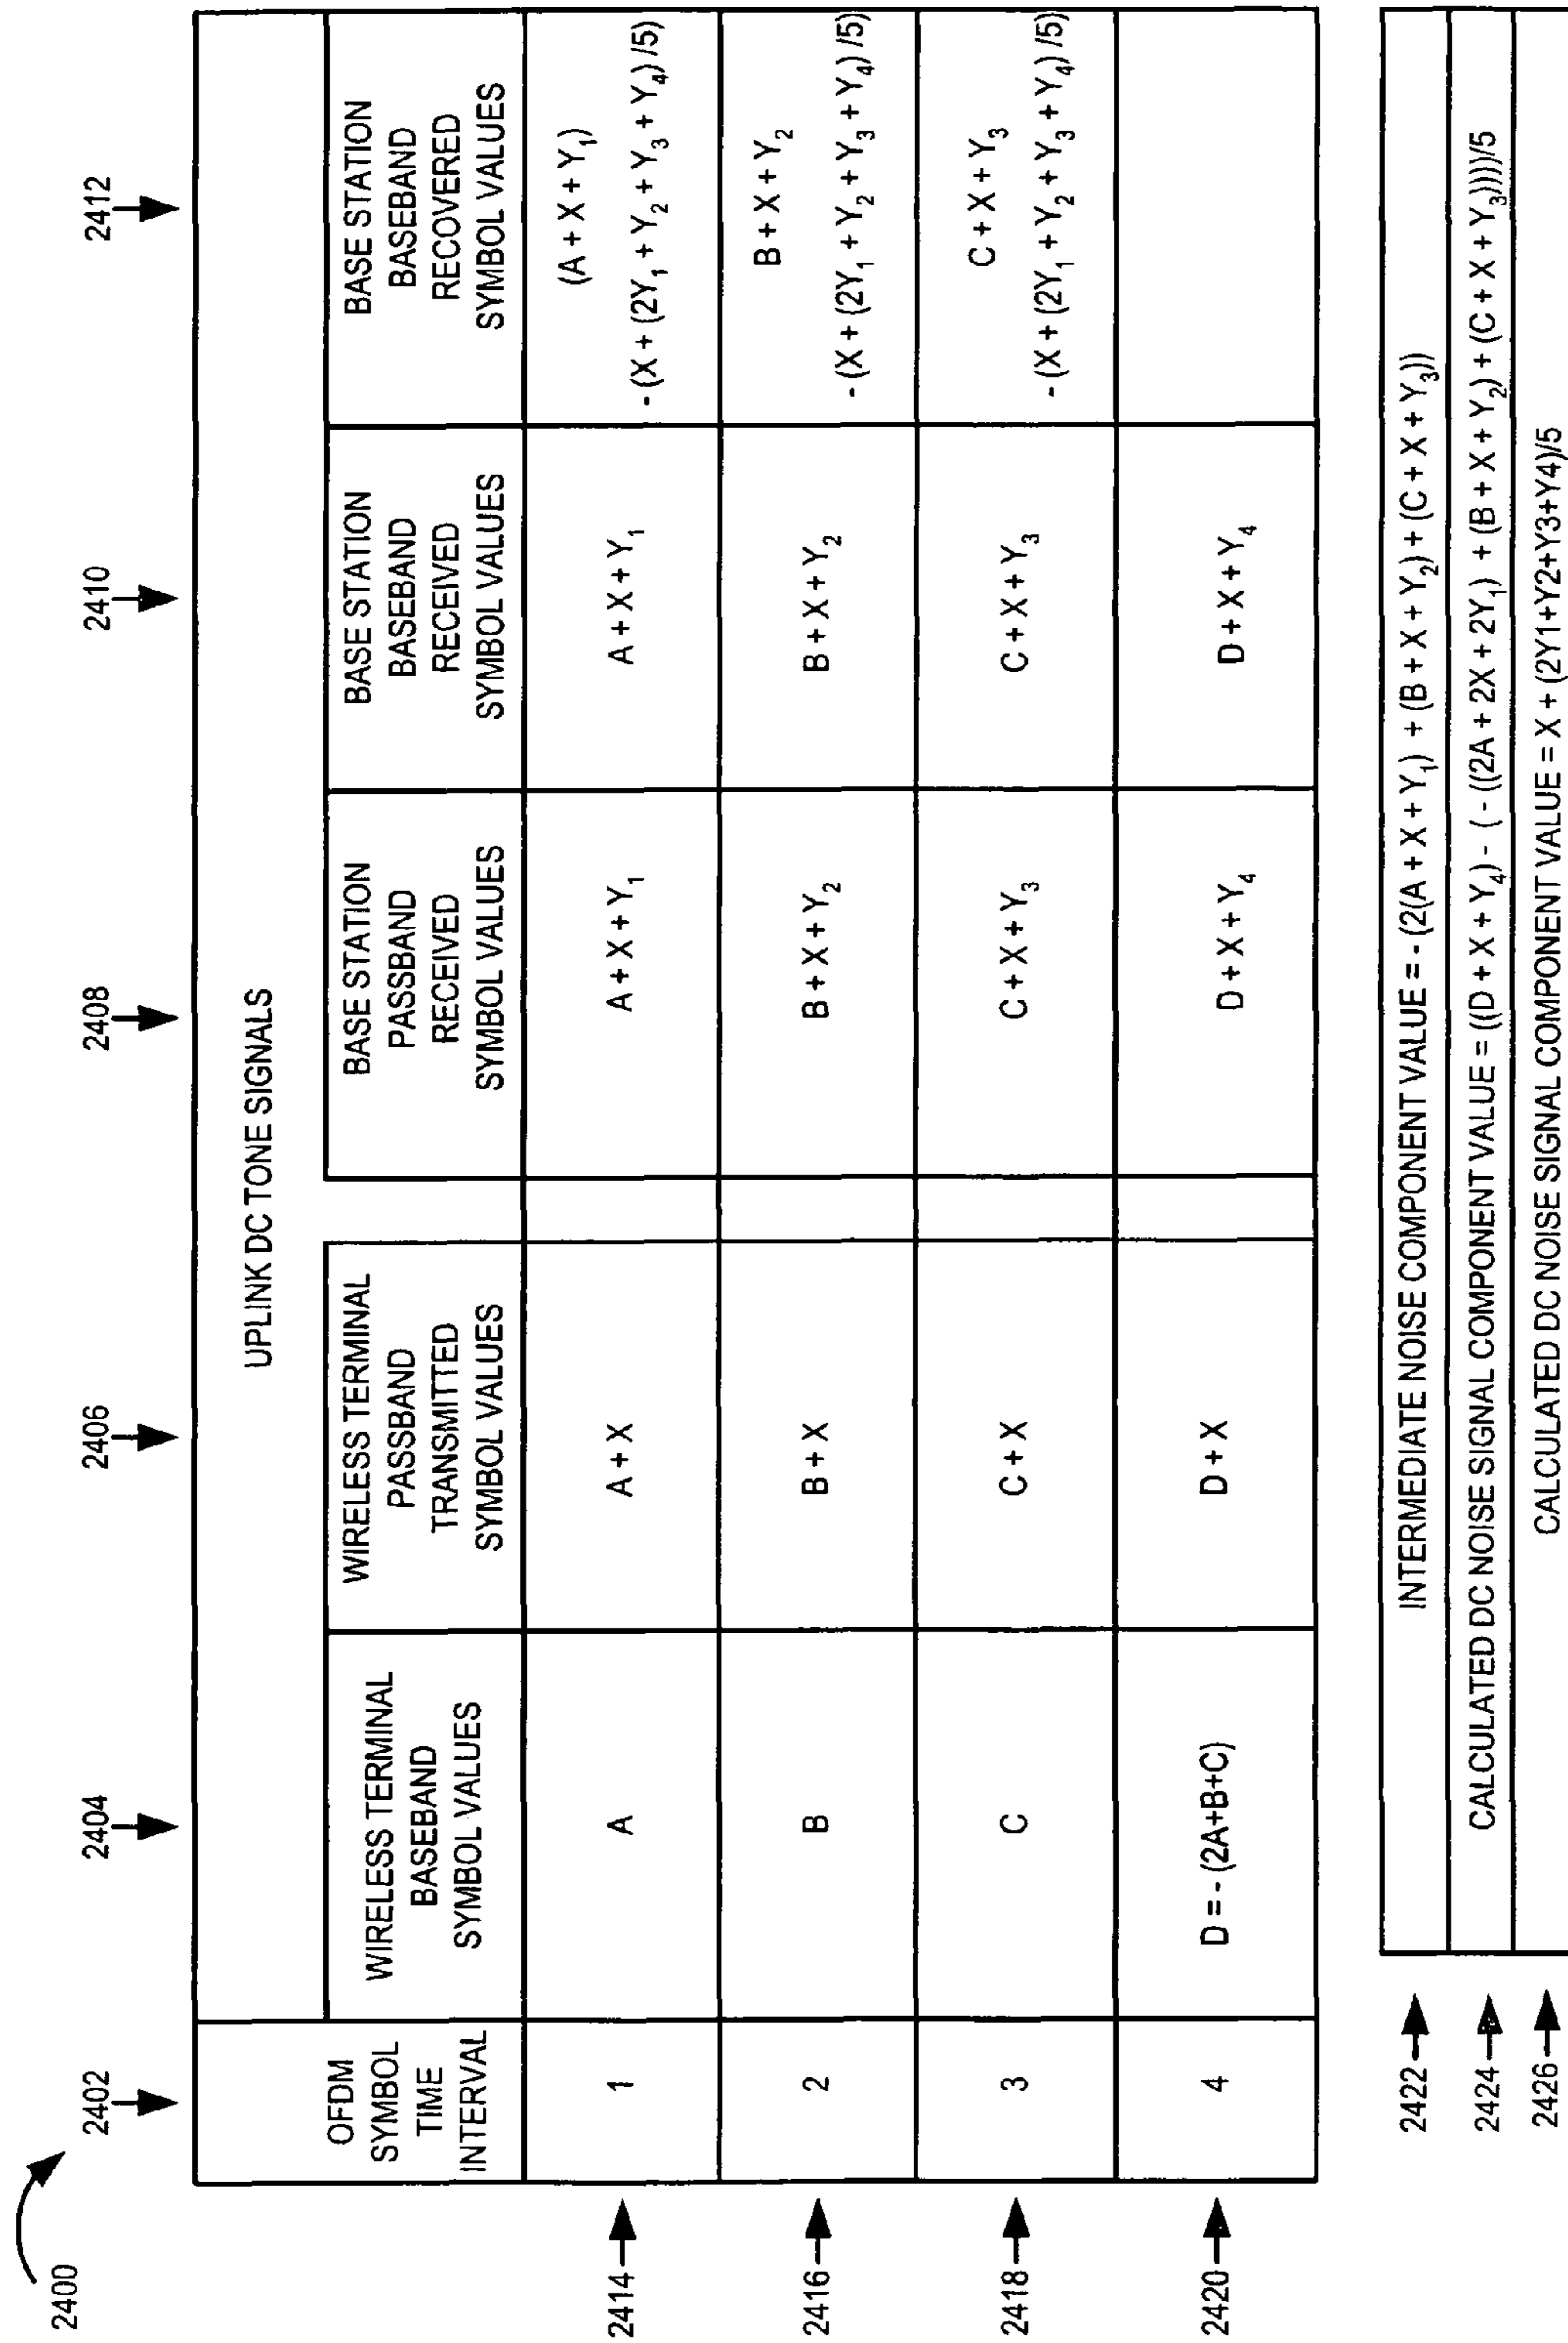 2400
2402
2404
2406
2408
2410
2412
UPLINK DC TONE SIGNALS
OFDM
SYMBOL
TIME
INTERVAL
WIRELESS TERMINAL
BASEBAND
SYMBOL VALUES
WIRELESS TERMINAL
PASSBAND
TRANSMITTED
SYMBOL VALUES
BASE STATION
PASSBAND
RECEIVED
SYMBOL VALUES
BASE STATION
BASEBAND
RECEIVED
SYMBOL VALUES
BASE STATION
BASEBAND
RECOVERED
SYMBOL VALUES
2414
1
A
A + X
A + X + Y₁
A + X + Y₁
(A + X + Y₁)
- (X + (2Y₁ + Y₂ + Y₃ + Y₄) /5)
2416
2
B
B + X
B + X + Y₂
B + X + Y₂
B + X + Y₂
- (X + (2Y₁ + Y₂ + Y₃ + Y₄) /5)
2418
3
C
C + X
C + X + Y₃
C + X + Y₃
C + X + Y₃
- (X + (2Y₁ + Y₂ + Y₃ + Y₄) /5)
2420
4
D = - (2A+B+C)
D + X
D + X + Y₄
D + X + Y₄
2422
INTERMEDIATE NOISE COMPONENT VALUE = - (2(A + X + Y₁) + (B + X + Y₂) + (C + X + Y₃))
2424
CALCULATED DC NOISE SIGNAL COMPONENT VALUE = ((D + X + Y₄) - ( - ((2A + 2X + 2Y₁) + (B + X + Y₂) + (C + X + Y₃))))/5
2426
CALCULATED DC NOISE SIGNAL COMPONENT VALUE = X + (2Y1+Y2+Y3+Y4)/5